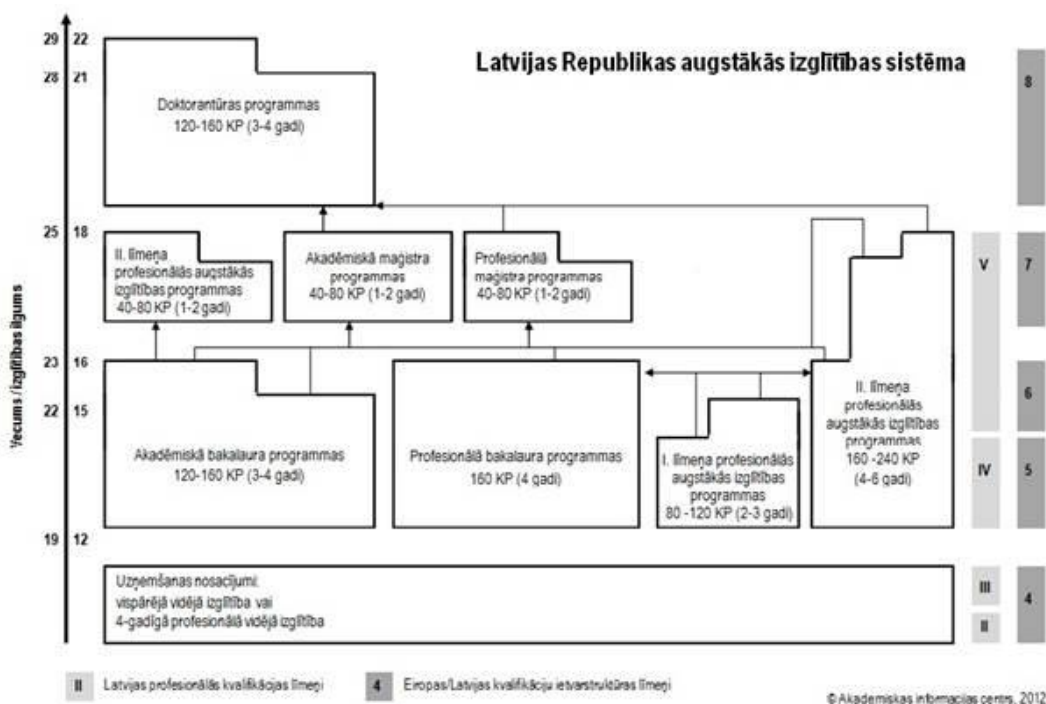 Latvijas Republikas augstākās izglītības sistēma
Vecums / izglītības ilgums
29 22
28 21
25 18
23 16
22 15
19 12
Doktorantūras programmas
120-160 KP (3-4 gadi)
II. līmeņa
profesionālās augstākās
izglītības programmas
40-80 KP (1-2 gadi)
Akadēmiskā maģistra
programmas
40-80 KP (1-2 gadi)
Profesionālā
maģistra programmas
40-80 KP (1-2 gadi)
Akadēmiskā bakalaura programmas
120-160 KP (3-4 gadi)
Profesionālā bakalaura programmas
160 KP (4 gadi)
I. līmeņa profesionālās
augstākās izglītības
programmas
80 -120 KP (2-3 gadi)
II. līmeņa
profesionālās
augstākās izglītības
programmas
160 -240 KP
(4-6 gadi)
Uzņemšanas nosacījumi:
vispārējā vidējā izglītība vai
4-gadīgā profesionālā vidējā izglītība
V
IV
III
II
8
7
6
5
4
II Latvijas profesionālās kvalifikācijas līmeņi
4 Eiropas/Latvijas kvalifikāciju ietvarstruktūras līmeņi
© Akademiskas informacijas centrs, 2012